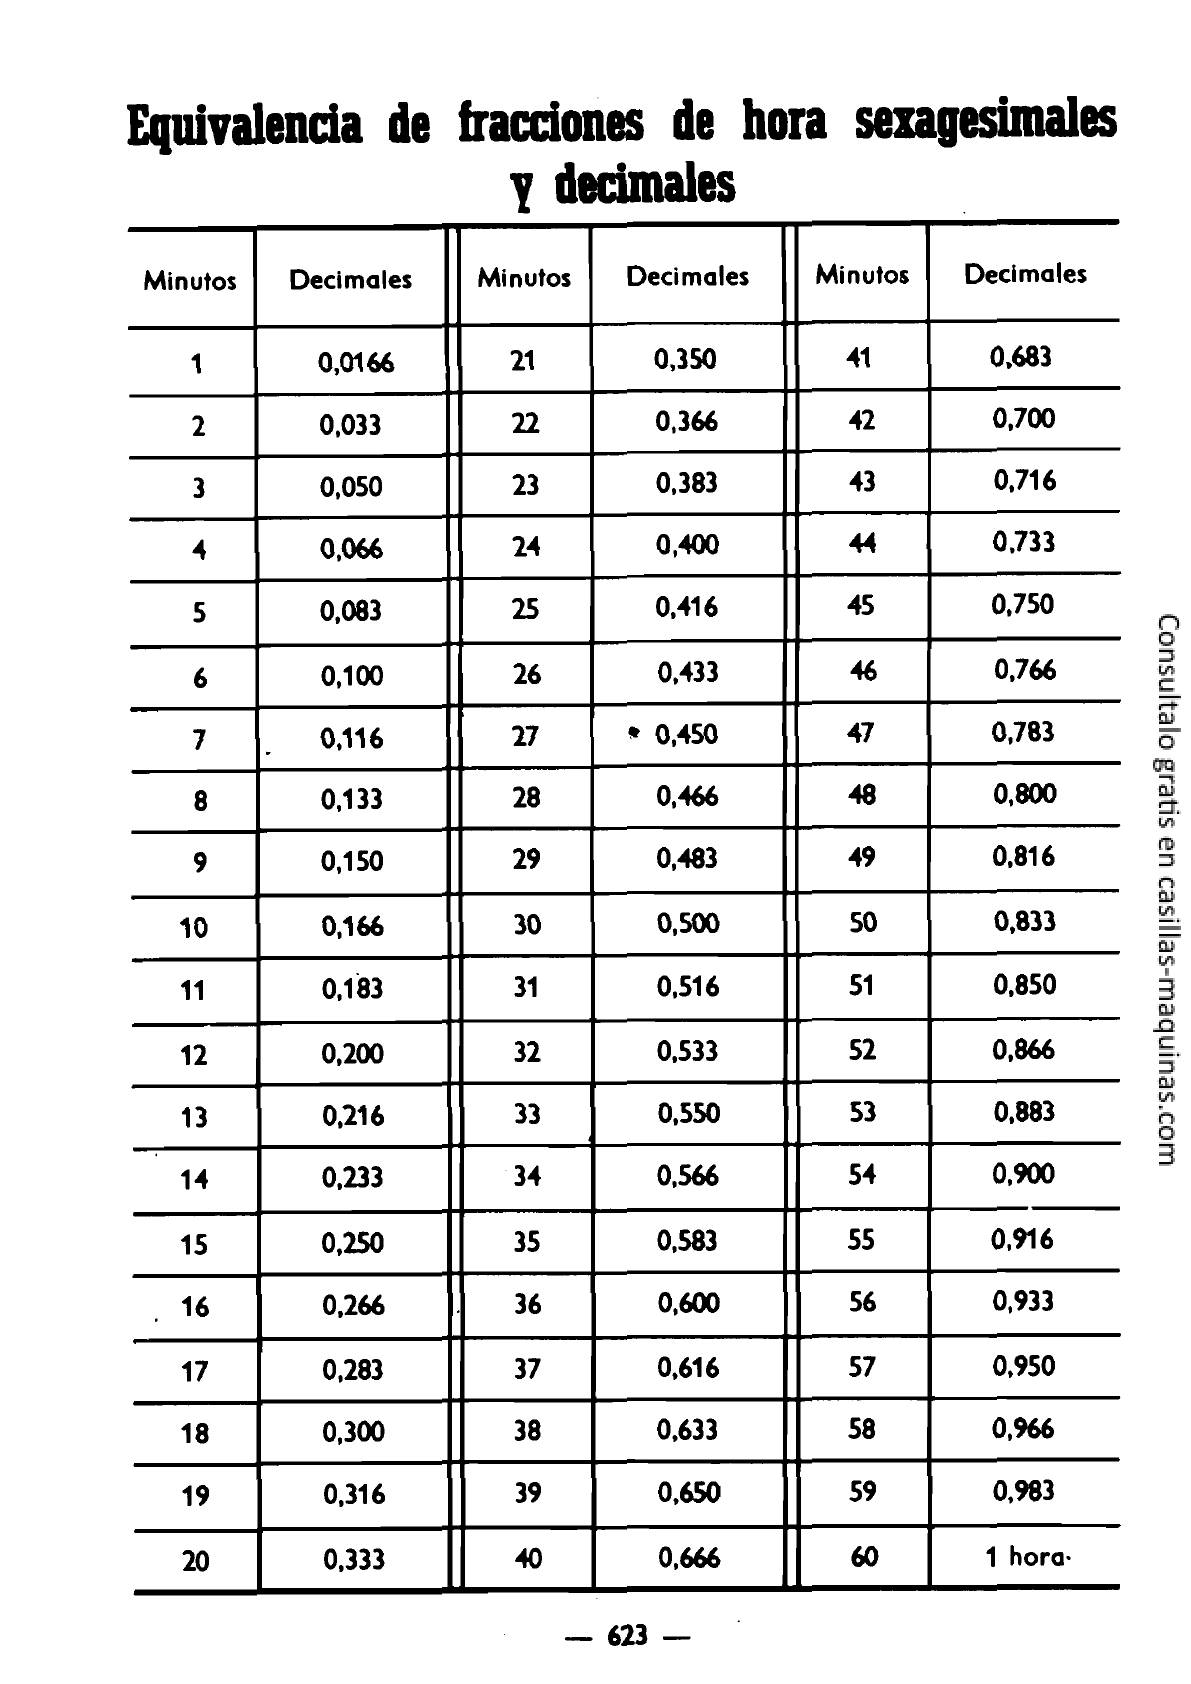 Equivalencia de fracciones de hora sexagesimales
y decimales
Minutos Decimales Minutos Decimales Minutos Decimales
1 0,0166 21 0,350 41 0,683
2 0,033 22 0,366 42 0,700
3 0,050 23 0,383 43 0,716
4 0,066 24 0,400 44 0,733
5 0,083 25 0,416 45 0,750
6 0,100 26 0,433 46 0,766
7 0,116 27 0,450 47 0,783
8 0,133 28 0,466 48 0,800
9 0,150 29 0,483 49 0,816
10 0,166 30 0,500 50 0,833
11 0,183 31 0,516 51 0,850
12 0,200 32 0,533 52 0,866
13 0,216 33 0,550 53 0,883
14 0,233 34 0,566 54 0,900
15 0,250 35 0,583 55 0,916
16 0,266 36 0,600 56 0,933
17 0,283 37 0,616 57 0,950
18 0,300 38 0,633 58 0,966
19 0,316 39 0,650 59 0,983
20 0,333 40 0,666 60 1 hora.
— 623 —
Consultalo gratis en casillas-maquinas.com